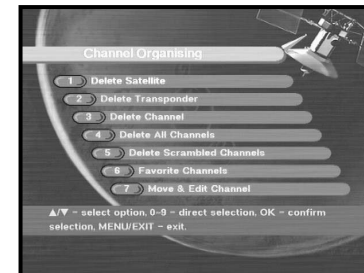 Channel Organising
1 Delete Satellite
2 Delete Transponder
3 Delete Channel
4 Delete All Channels
5 Delete Scrambled Channels
6 Favorite Channels
7 Move & Edit Channel
▲/▼ – select option, 0–9 – direct selection, OK – confirm
selection, MENU/EXIT – exit.